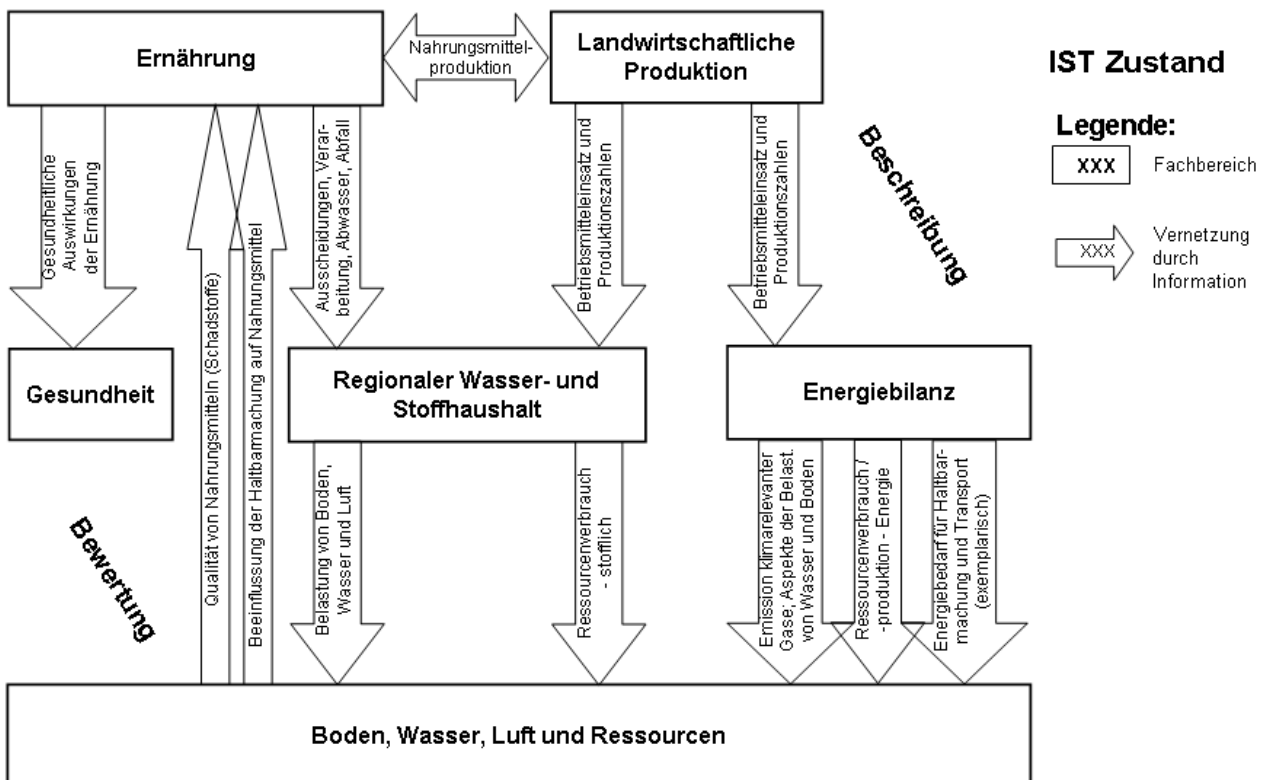 Ernährung
Nahrungsmittel-
produktion
Landwirtschaftliche
Produktion
IST Zustand
Legende:
XXX
Fachbereich
XXX
Vernetzung
durch
Information
Beschreibung
Gesundheitliche
Auswirkungen
der Ernährung
Ausscheidungen, Verar-
beitung, Abwasser, Abfall
Betriebsmitteleinsatz und
Produktionszahlen
Betriebsmitteleinsatz und
Produktionszahlen
Qualität von Nahrungsmitteln (Schadstoffe)
Beeinflussung der Haltbarmachung auf Nahrungsmittel
Gesundheit
Regionaler Wasser- und
Stoffhaushalt
Energiebilanz
Bewertung
Belastung von Boden,
Wasser und Luft
Ressourcenverbrauch
- stofflich
Emission klimarelevanter
Gase; Aspekte der Belast.
von Wasser und Boden
Ressourcenverbrauch /
-produktion - Energie
Energiebedarf für Haltbar-
machung und Transport
(exemplarisch)
Boden, Wasser, Luft und Ressourcen